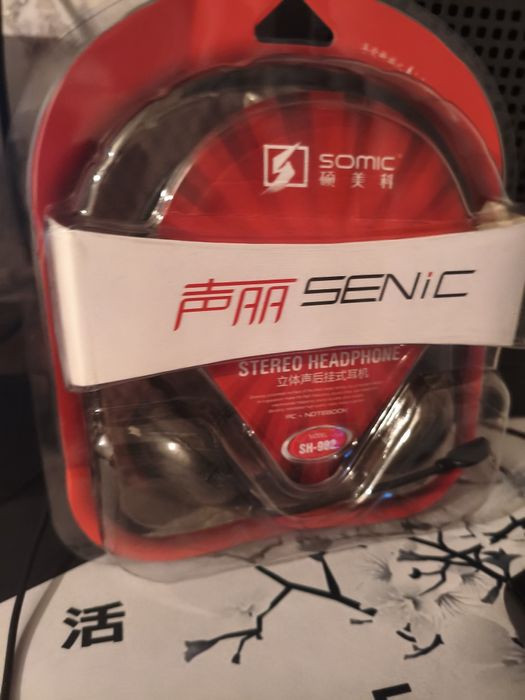 SOMIC
硕美科
声丽 SENiC
STEREO HEADPHONE
立体声后挂式耳机
PC + NOTEBOOK
活